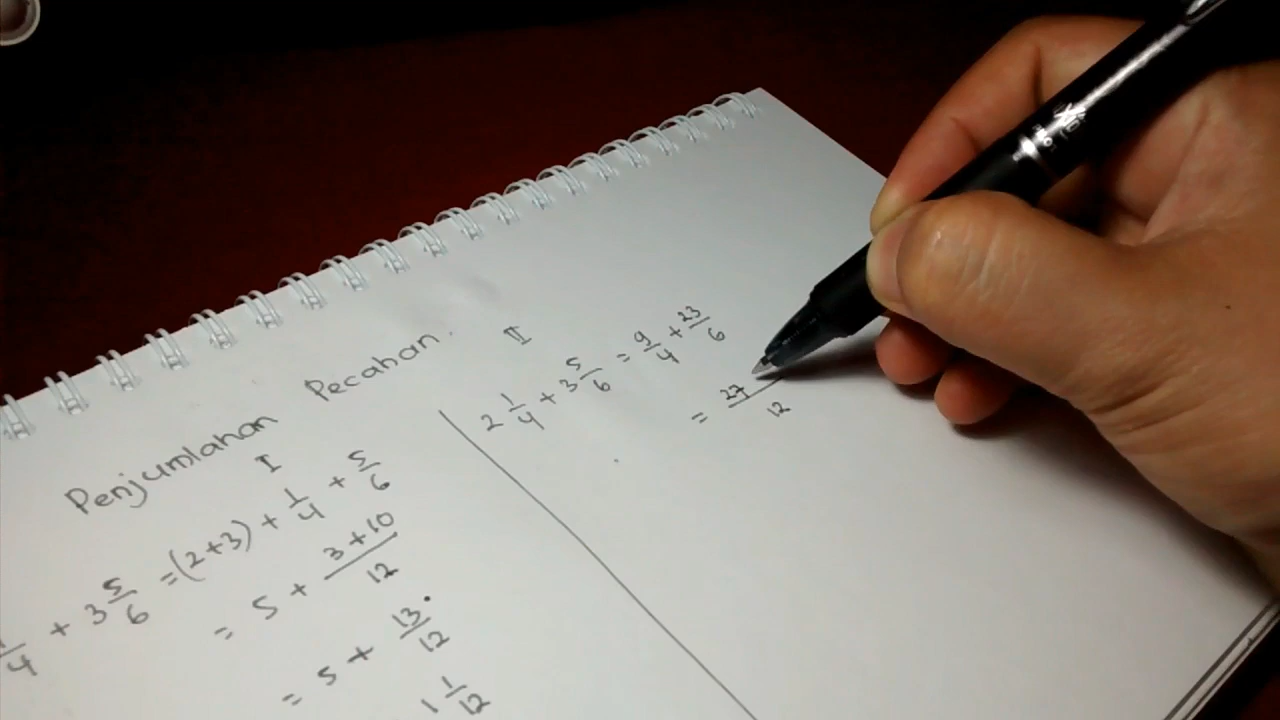 Penjumlahan Pecahan.
I
1/4 + 3 5/6 = (2+3) + 1/4 + 5/6
= 5 + 3+10/12
= 5 + 13/12
1 1/12
II
2 1/4 + 3 5/6 = 9/4 + 23/6
= 27/12